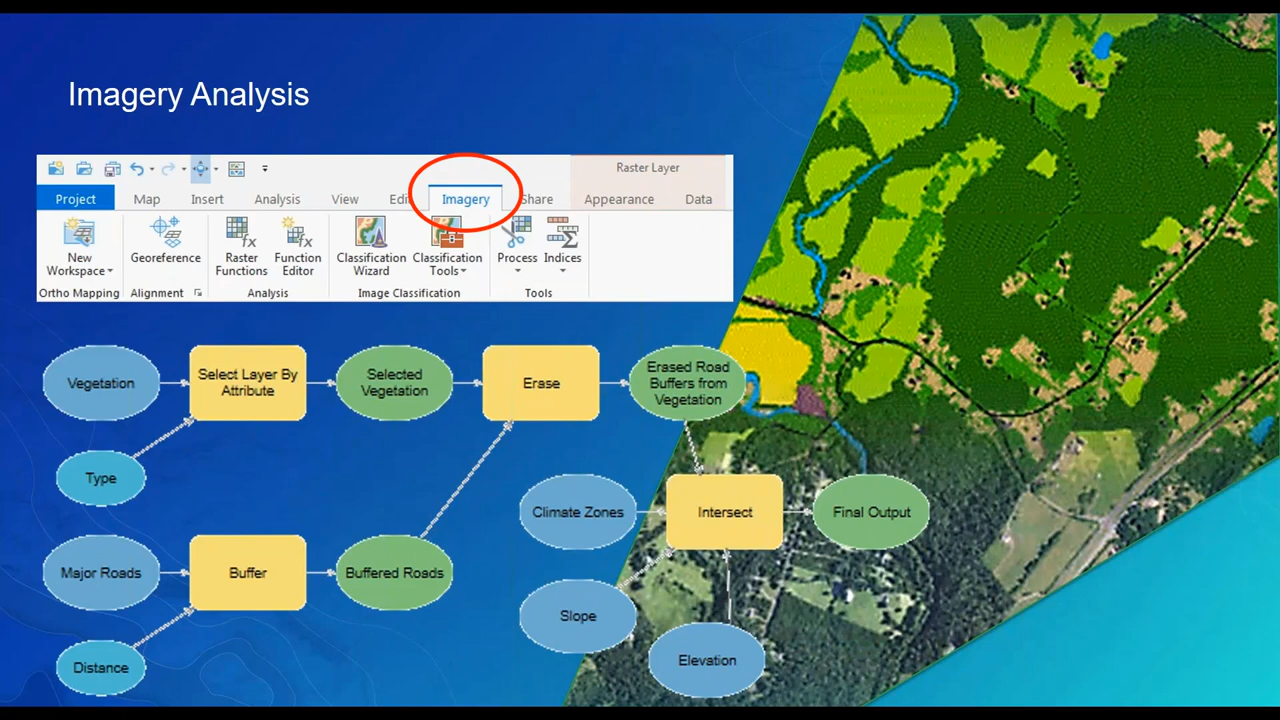 Imagery Analysis
Raster Layer
Project Map Insert Analysis View Edi Imagery Share Appearance Data
New
Workspace
Georeference
Raster
Functions
Function
Editor
Classification
Wizard
Classification
Tools
Process
Indices
Ortho Mapping
Alignment
Analysis
Image Classification
Tools
Vegetation
Select Layer By
Attribute
Selected
Vegetation
Erase
Erased Road
Buffers from
Vegetation
Type
Climate Zones
Intersect
Final Output
Major Roads
Buffer
Buffered Roads
Slope
Distance
Elevation